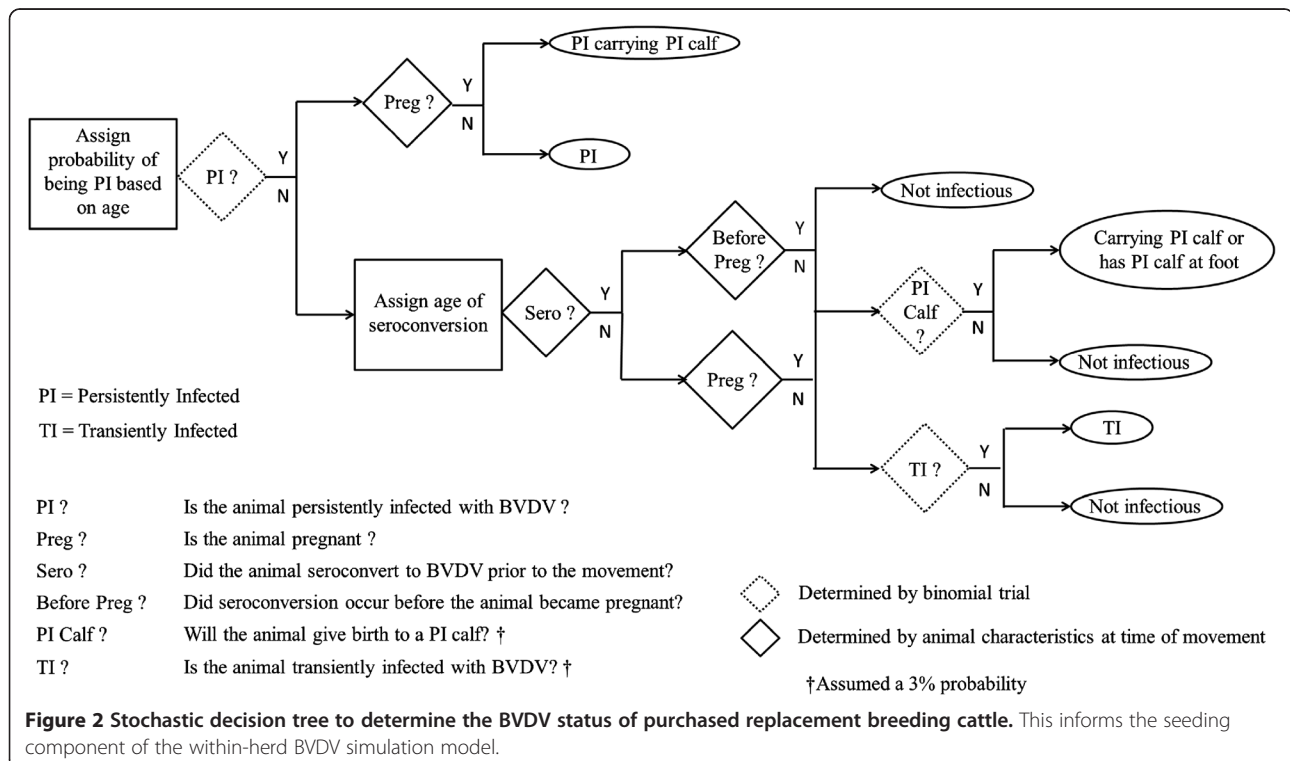 PI carrying PI calf
Y
Preg ?
N
Assign
probability of
being PI based
on age
PI ?
Y
N
PI
Not infectious
Before
Preg ?
Y
N
Carrying PI calf or
has PI calf at foot
Assign age of
seroconversion
Sero ?
Y
N
PI
Calf
?
Y
N
Preg ?
Y
N
Not infectious
PI = Persistently Infected
TI = Transiently Infected
TI
TI ?
Y
N
Not infectious
PI ? Is the animal persistently infected with BVDV ?
Preg ? Is the animal pregnant ?
Sero ? Did the animal seroconvert to BVDV prior to the movement?
Before Preg ? Did seroconversion occur before the animal became pregnant?
PI Calf ? Will the animal give birth to a PI calf? †
TI ? Is the animal transiently infected with BVDV? †
Determined by binomial trial
Determined by animal characteristics at time of movement
†Assumed a 3% probability
Figure 2 Stochastic decision tree to determine the BVDV status of purchased replacement breeding cattle. This informs the seeding
component of the within-herd BVDV simulation model.